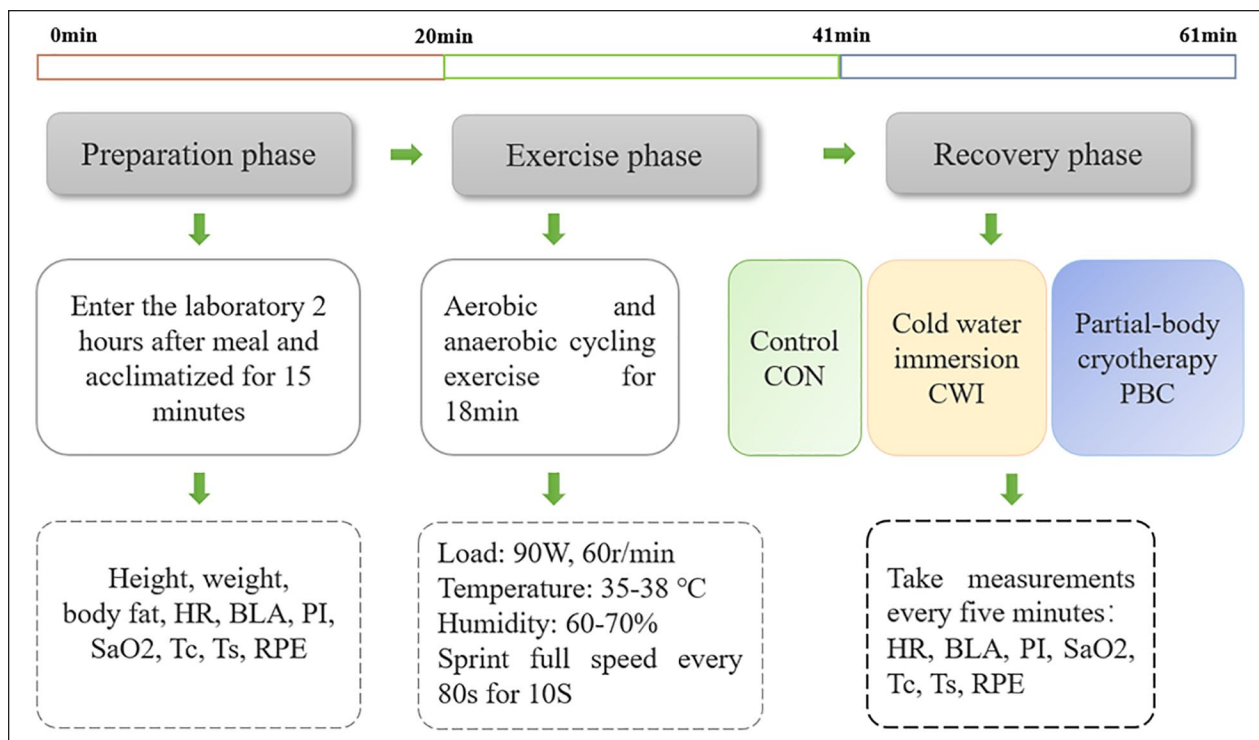 0min
20min
41min
61min
Preparation phase
Exercise phase
Recovery phase
Enter the laboratory 2
hours after meal and
acclimatized for 15
minutes
Aerobic and
anaerobic cycling
exercise for
18min
Control
CON
Cold water
immersion
CWI
Partial-body
cryotherapy
PBC
Height, weight,
body fat, HR, BLA, PI,
SaO2, Tc, Ts, RPE
Load: 90W, 60r/min
Temperature: 35-38 ℃
Humidity: 60-70%
Sprint full speed every
80s for 10S
Take measurements
every five minutes:
HR, BLA, PI, SaO2,
Tc, Ts, RPE